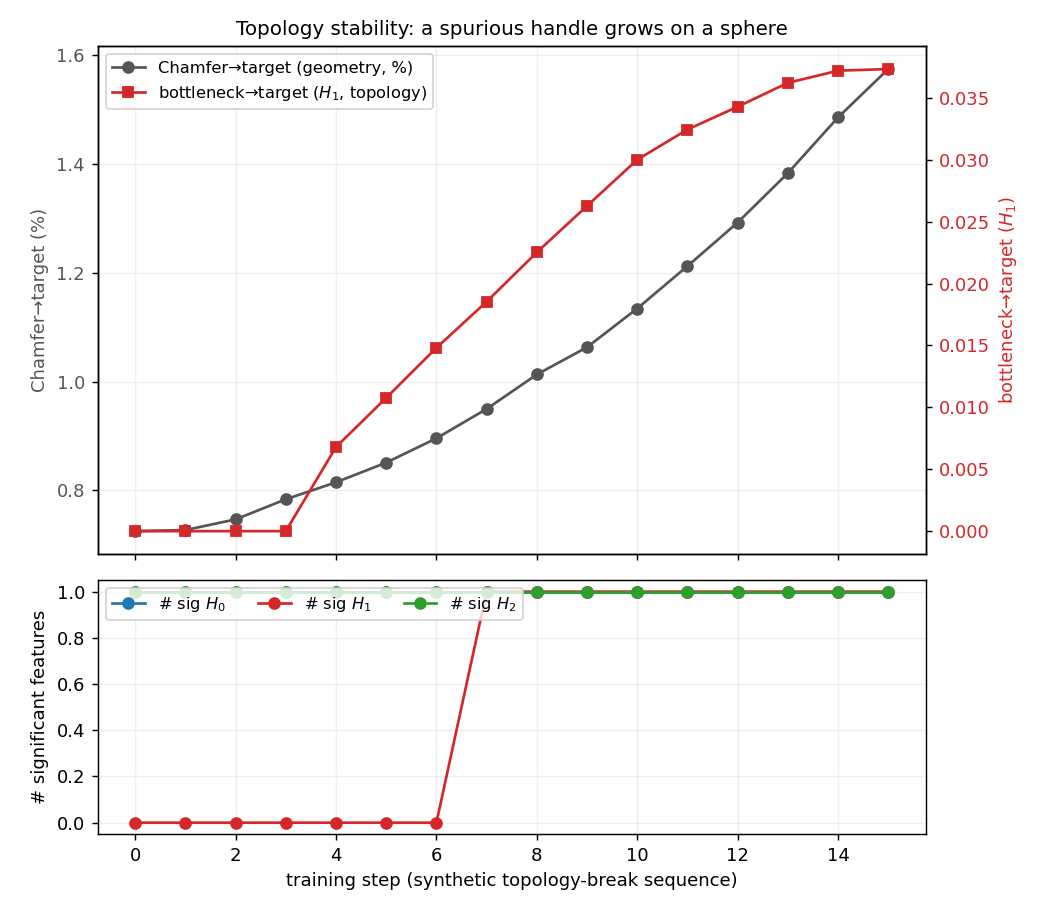 Topology stability: a spurious handle grows on a sphere
Chamfer→target (geometry, %)
bottleneck→target (H₁, topology)
Chamfer→target (%)
1.6
1.4
1.2
1.0
0.8
0.035
0.030
0.025
0.020
0.015
0.010
0.005
0.000
bottleneck→target (H₁)
# sig H₀ # sig H₁ # sig H₂
# significant features
1.0
0.8
0.6
0.4
0.2
0.0
0 2 4 6 8 10 12 14
training step (synthetic topology-break sequence)